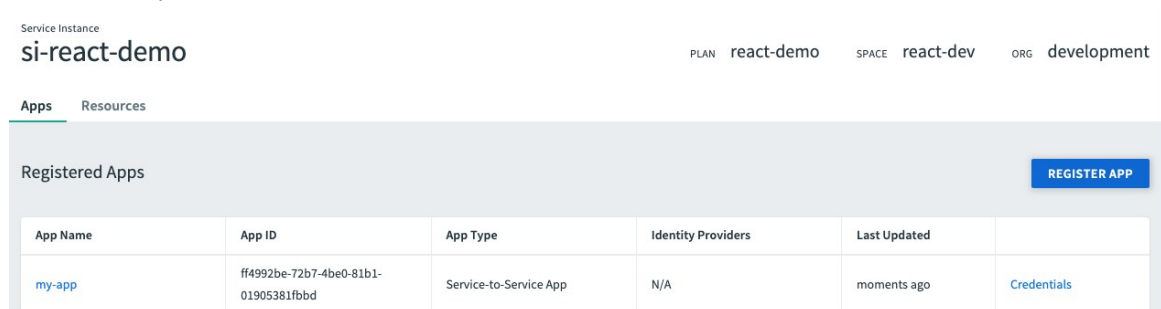 Service Instance
si-react-demo
PLAN react-demo SPACE react-dev ORG development
Apps Resources
Registered Apps
REGISTER APP
App Name App ID App Type Identity Providers Last Updated
my-app ff4992be-72b7-4be0-81b1-01905381fbbd Service-to-Service App N/A moments ago Credentials